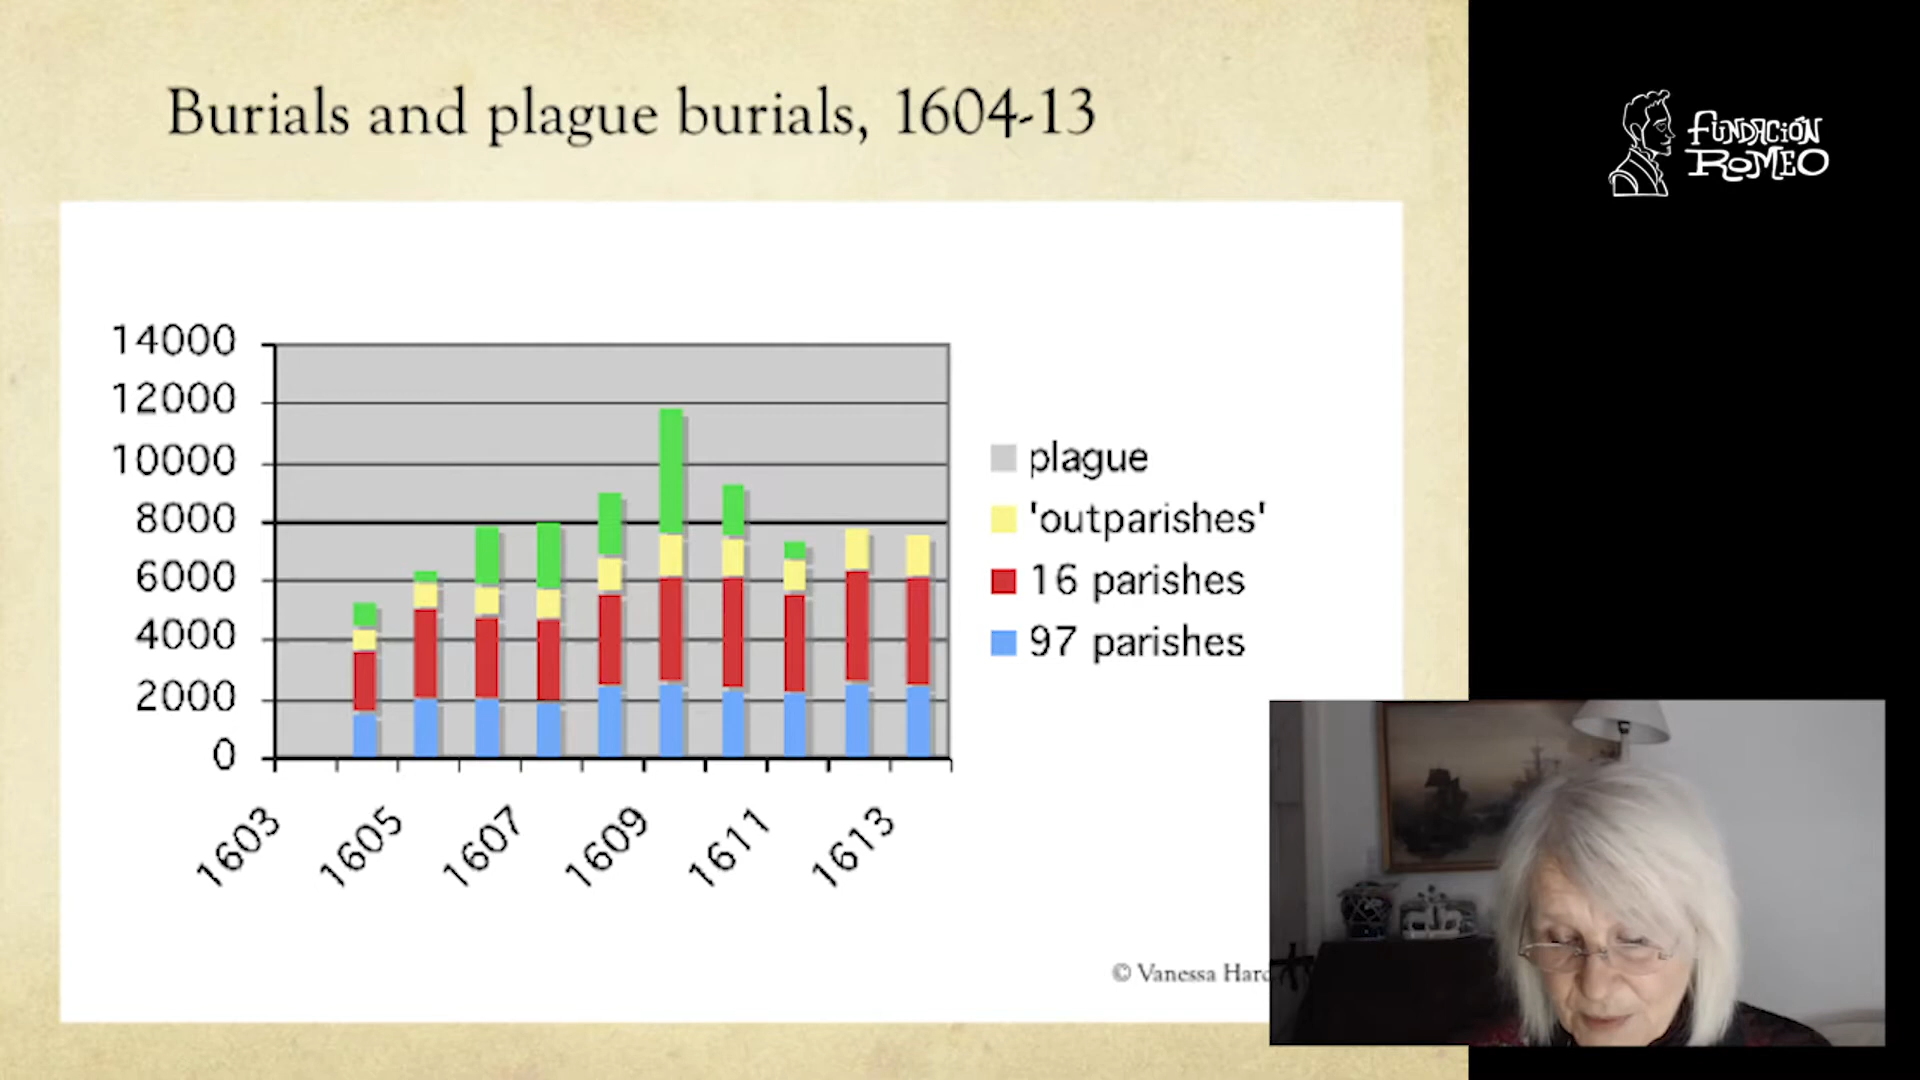 Burials and plague burials, 1604-13
FUNDACIÓN
ROMEO
14000
12000
10000
8000
6000
4000
2000
0
1603
1605
1607
1609
1611
1613
plague
'outparishes'
16 parishes
97 parishes
© Vanessa